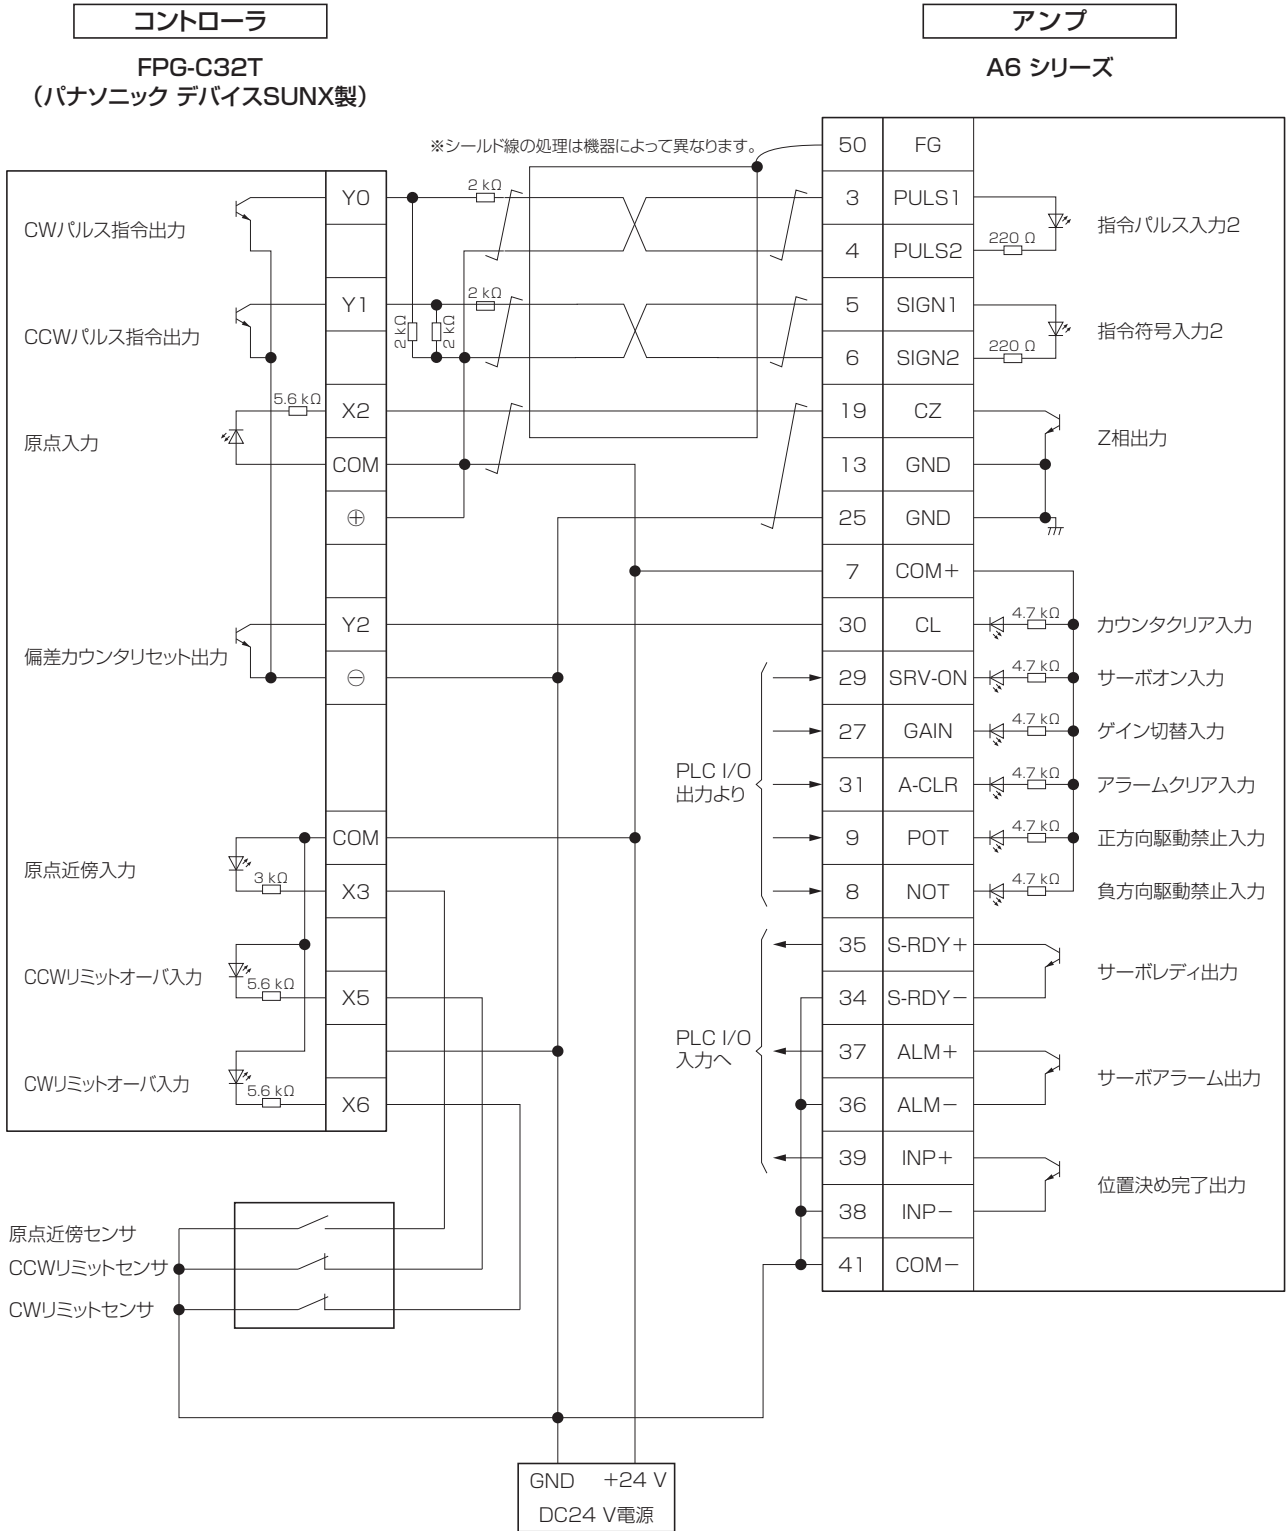 コントローラ
アンプ
FPG-C32T
(パナソニック デバイスSUNX製)
A6 シリーズ
※シールド線の処理は機器によって異なります。
50 FG
CWパルス指令出力
Y0
2 kΩ
3 PULS1
指令パルス入力2
4 PULS2
220 Ω
CCWパルス指令出力
Y1
2 kΩ
2 kΩ
2 kΩ
5 SIGN1
指令符号入力2
6 SIGN2
220 Ω
原点入力
5.6 kΩ
X2
19 CZ
Z相出力
COM
13 GND
⊕
25 GND
7 COM+
偏差カウンタリセット出力
Y2
30 CL
4.7 kΩ
カウンタクリア入力
⊖
29 SRV-ON
4.7 kΩ
サーボオン入力
PLC I/O
出力より
27 GAIN
4.7 kΩ
ゲイン切替入力
31 A-CLR
4.7 kΩ
アラームクリア入力
COM
9 POT
4.7 kΩ
正方向駆動禁止入力
原点近傍入力
3 kΩ
X3
8 NOT
4.7 kΩ
負方向駆動禁止入力
35 S-RDY+
サーボレディ出力
CCWリミットオーバ入力
5.6 kΩ
X5
34 S-RDY−
PLC I/O
入力へ
37 ALM+
サーボアラーム出力
CWリミットオーバ入力
5.6 kΩ
X6
36 ALM−
39 INP+
位置決め完了出力
38 INP−
41 COM−
原点近傍センサ
CCWリミットセンサ
CWリミットセンサ
GND +24 V
DC24 V電源